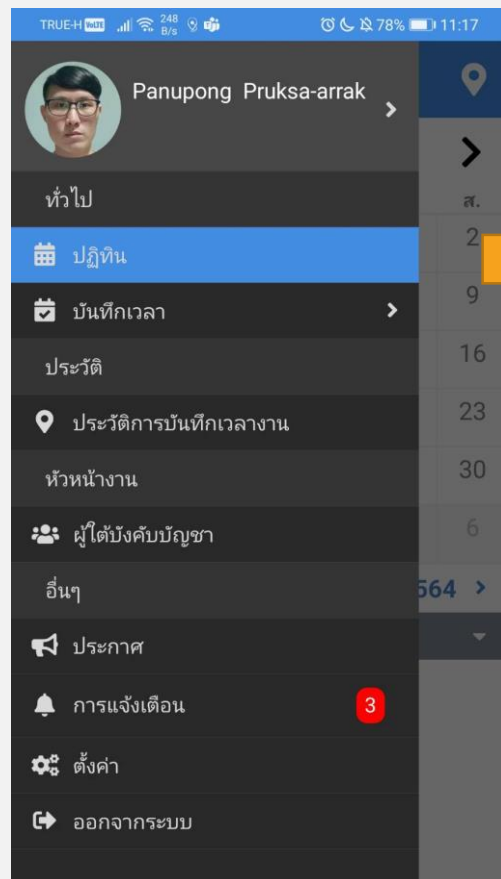 TRUE-H VoLTE 248 B/s 78% 11:17
Panupong Pruksa-arrak
ทั่วไป
ส.
ปฏิทิน
2
บันทึกเวลา
9
ประวัติ
16
ประวัติการบันทึกเวลางาน
23
หัวหน้างาน
30
ผู้ใต้บังคับบัญชา
6
อื่นๆ
564
ประกาศ
การแจ้งเตือน 3
ตั้งค่า
ออกจากระบบ